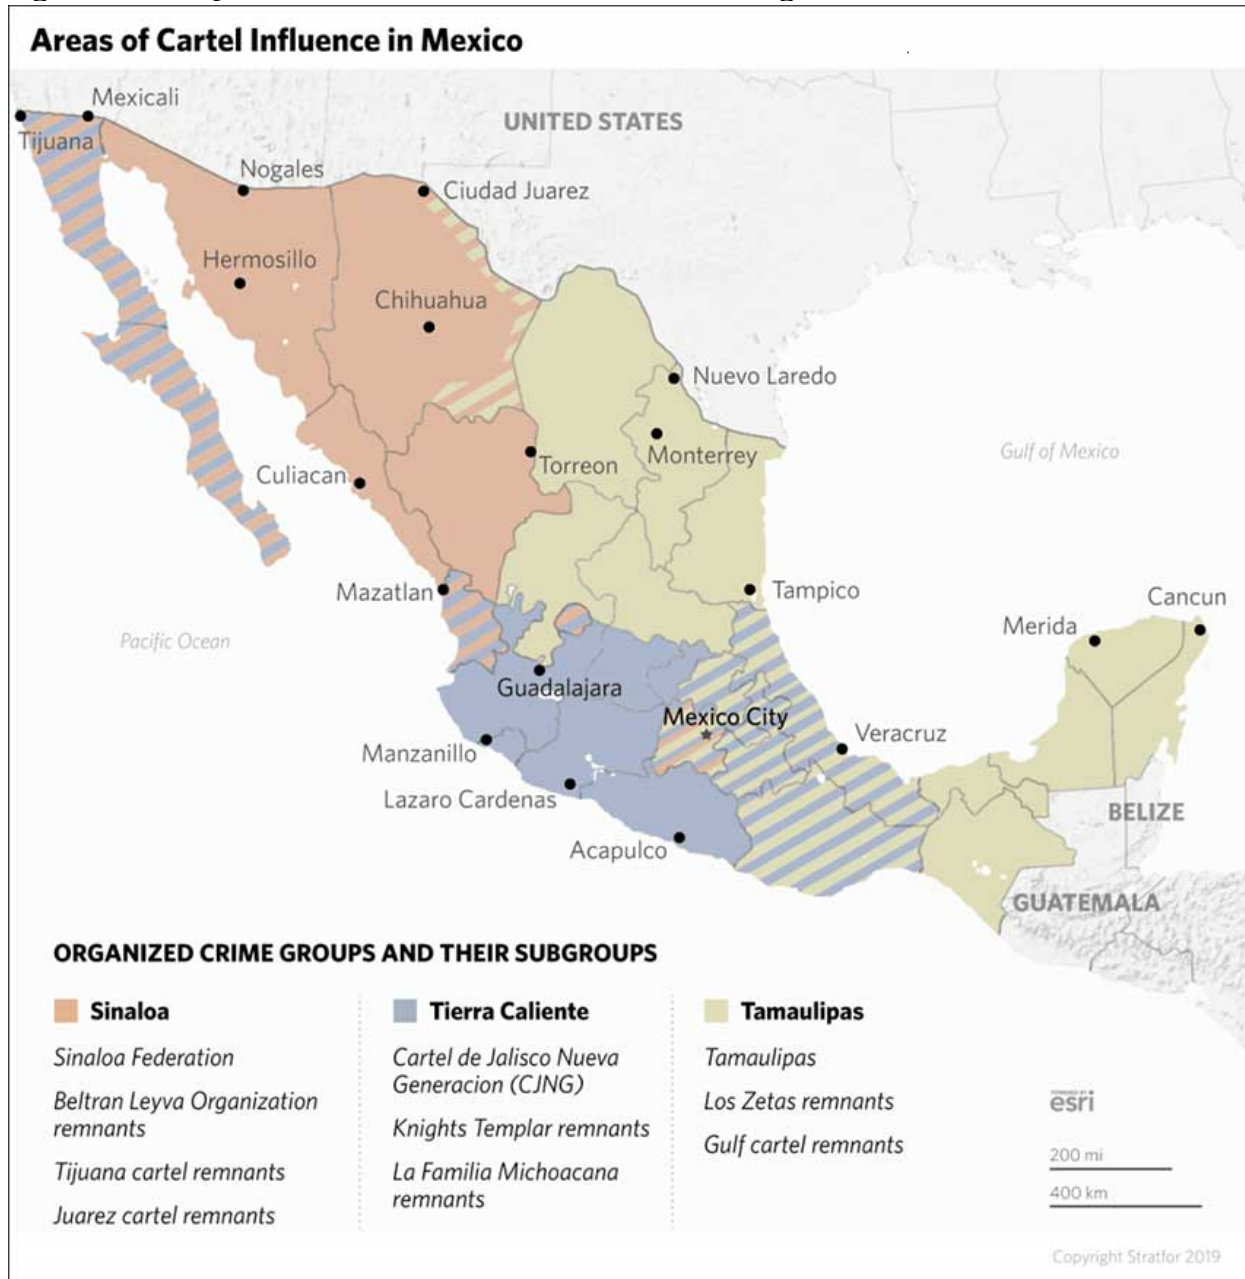 Areas of Cartel Influence in Mexico
Mexicali
UNITED STATES
Tijuana
Nogales
Ciudad Juarez
Hermosillo
Chihuahua
Nuevo Laredo
Gulf of Mexico
Monterrey
Torreon
Culiacan
Mazatlan
Tampico
Cancun
Merida
Pacific Ocean
Guadalajara
Mexico City
Veracruz
Manzanillo
Lazaro Cardenas
BELIZE
Acapulco
GUATEMALA
ORGANIZED CRIME GROUPS AND THEIR SUBGROUPS
Sinaloa
Sinaloa Federation
Beltran Leyva Organization
remnants
Tijuana cartel remnants
Juarez cartel remnants
Tierra Caliente
Cartel de Jalisco Nueva
Generacion (CJNG)
Knights Templar remnants
La Familia Michoacana
remnants
Tamaulipas
Tamaulipas
Los Zetas remnants
Gulf cartel remnants
POWERED BY
esri
200 mi
400 km
Copyright Stratfor 2019